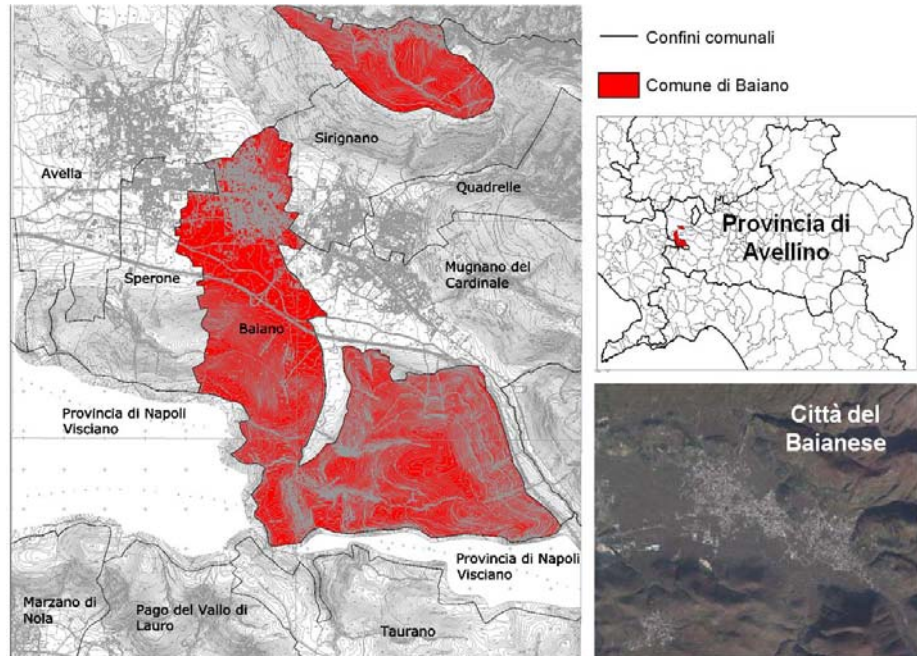 Confini comunali
Comune di Baiano
Sirignano
Avella
Quadrelle
Mugnano del
Cardinale
Sperone
Baiano
Provincia di Napoli
Visciano
Provincia di Napoli
Visciano
Marzano di
Nola
Pago del Vallo di
Lauro
Taurano
Provincia di
Avellino
Città del
Baianese